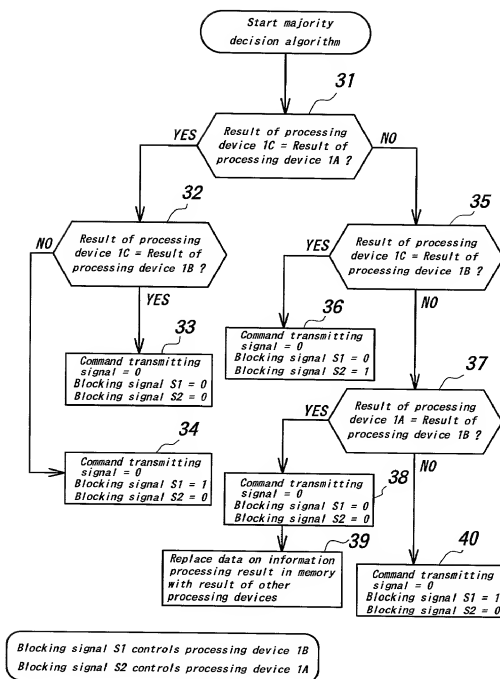 Start majority
decision algorithm
31
YES
Result of processing
device 1C = Result of
processing device 1A ?
NO
32
NO
Result of processing
device 1C = Result of
processing device 1B ?
YES
35
YES
Result of processing
device 1C = Result of
processing device 1B ?
NO
33
Command transmitting
signal = 0
Blocking signal S1 = 0
Blocking signal S2 = 0
36
Command transmitting
signal = 0
Blocking signal S1 = 0
Blocking signal S2 = 1
34
Command transmitting
signal = 0
Blocking signal S1 = 1
Blocking signal S2 = 0
37
YES
Result of processing
device 1A = Result of
processing device 1B ?
NO
38
Command transmitting
signal = 0
Blocking signal S1 = 0
Blocking signal S2 = 0
39
Replace data on information
processing result in memory
with result of other
processing devices
40
Command transmitting
signal = 0
Blocking signal S1 = 1
Blocking signal S2 = 0
Blocking signal S1 controls processing device 1B
Blocking signal S2 controls processing device 1A